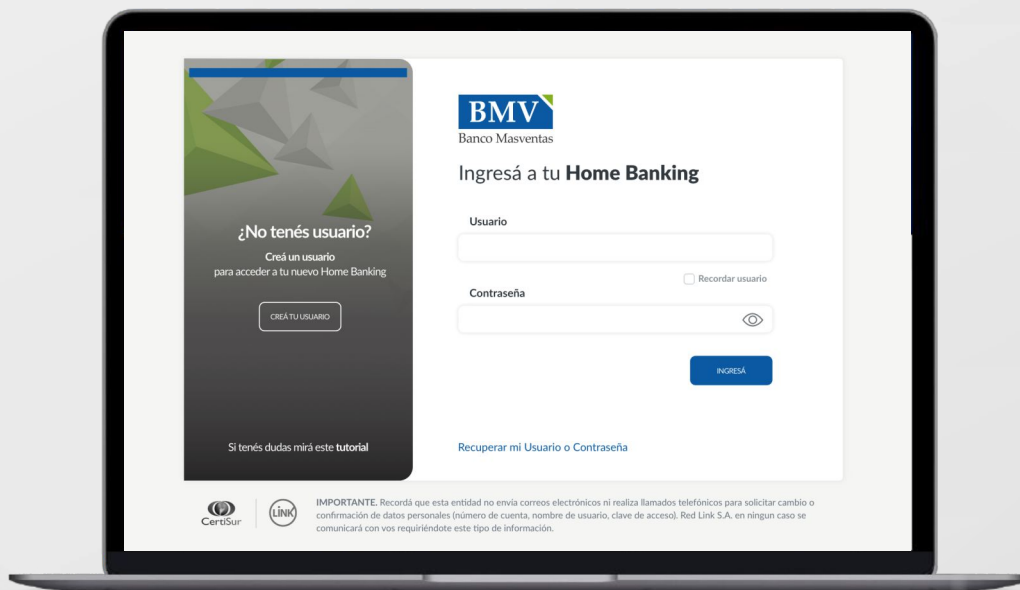 ¿No tenés usuario?
Creá un usuario
para acceder a tu nuevo Home Banking
CREÁ TU USUARIO
Si tenés dudas mirá este tutorial
BMV
Banco Masventas
Ingresá a tu Home Banking
Usuario
Recordar usuario
Contraseña
INGRESÁ
Recuperar mi Usuario o Contraseña
CertiSur
LINK
IMPORTANTE. Recordá que esta entidad no envía correos electrónicos ni realiza llamados telefónicos para solicitar cambio o
confirmación de datos personales (número de cuenta, nombre de usuario, clave de acceso). Red Link S.A. en ningun caso se
comunicará con vos requiriéndote este tipo de información.